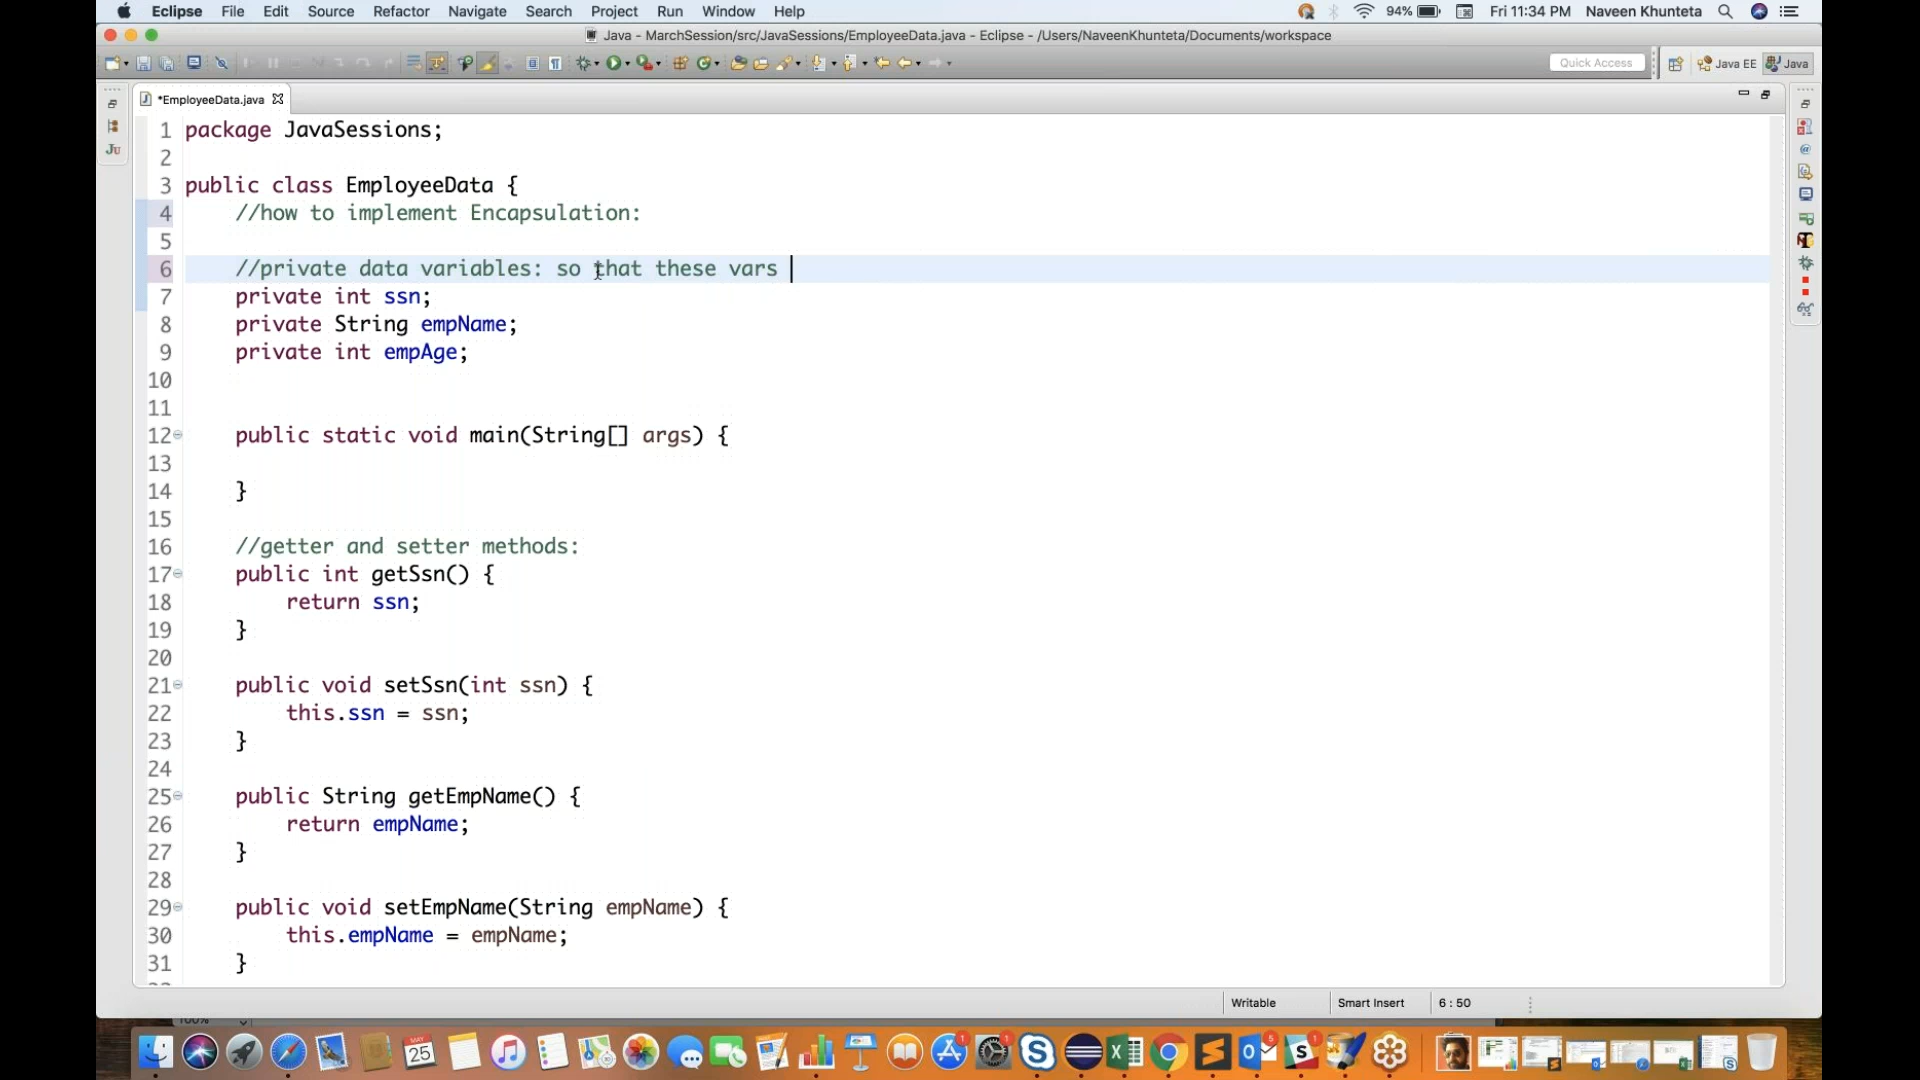 Eclipse File Edit Source Refactor Navigate Search Project Run Window Help 94% Fri 11:34 PM Naveen Khunteta
Java - MarchSession/src/JavaSessions/EmployeeData.java - Eclipse - /Users/NaveenKhunteta/Documents/workspace
Quick Access Java EE Java
*EmployeeData.java
1 package JavaSessions;
2
3 public class EmployeeData {
4 //how to implement Encapsulation:
5
6 //private data variables: so that these vars
7 private int ssn;
8 private String empName;
9 private int empAge;
10
11
12 public static void main(String[] args) {
13
14 }
15
16 //getter and setter methods:
17 public int getSsn() {
18 return ssn;
19 }
20
21 public void setSsn(int ssn) {
22 this.ssn = ssn;
23 }
24
25 public String getEmpName() {
26 return empName;
27 }
28
29 public void setEmpName(String empName) {
30 this.empName = empName;
31 }
Writable Smart Insert 6 : 50
100%
25